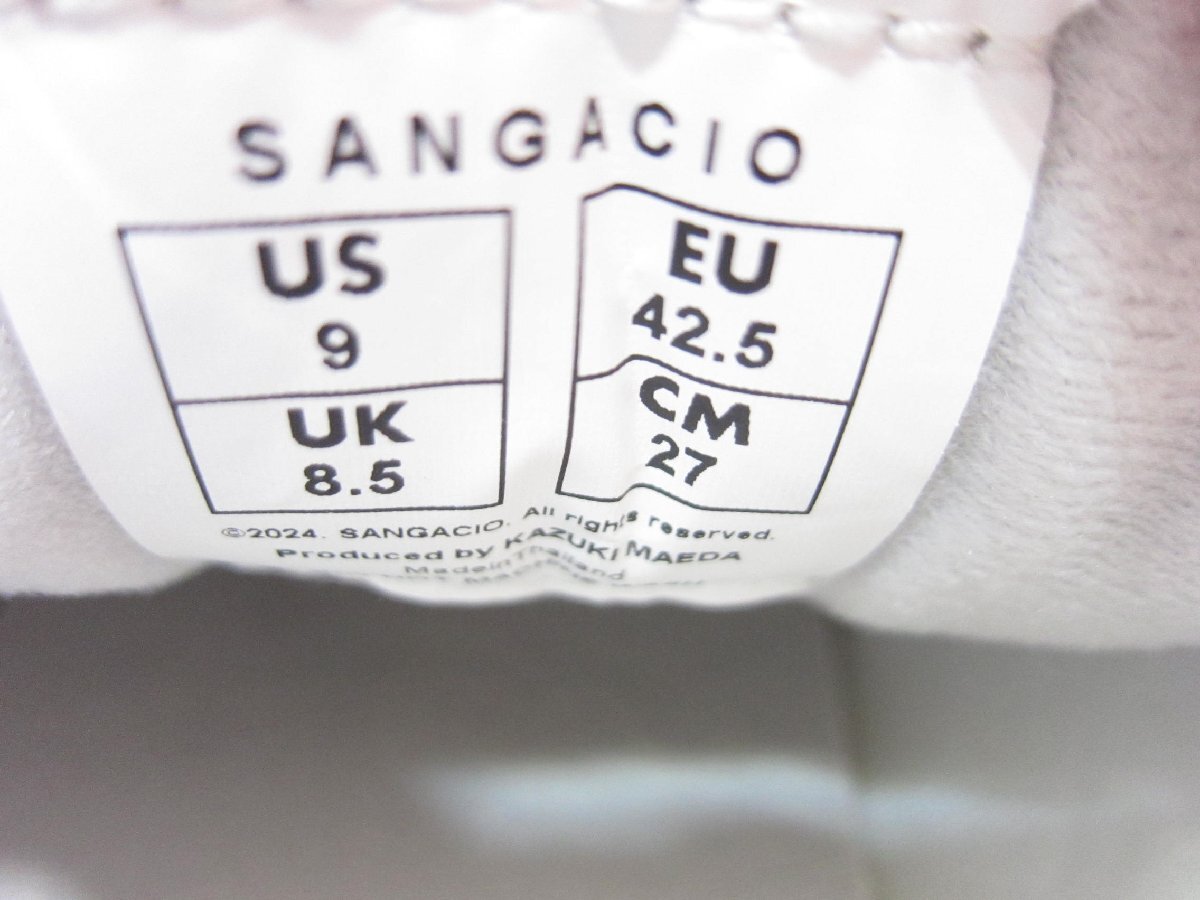 SANGACIO
US
9
EU
42.5
UK
8.5
CM
27
©2024. SANGACIO. All rights reserved.
Produced by KAZUKI MAEDA
Made in Thailand